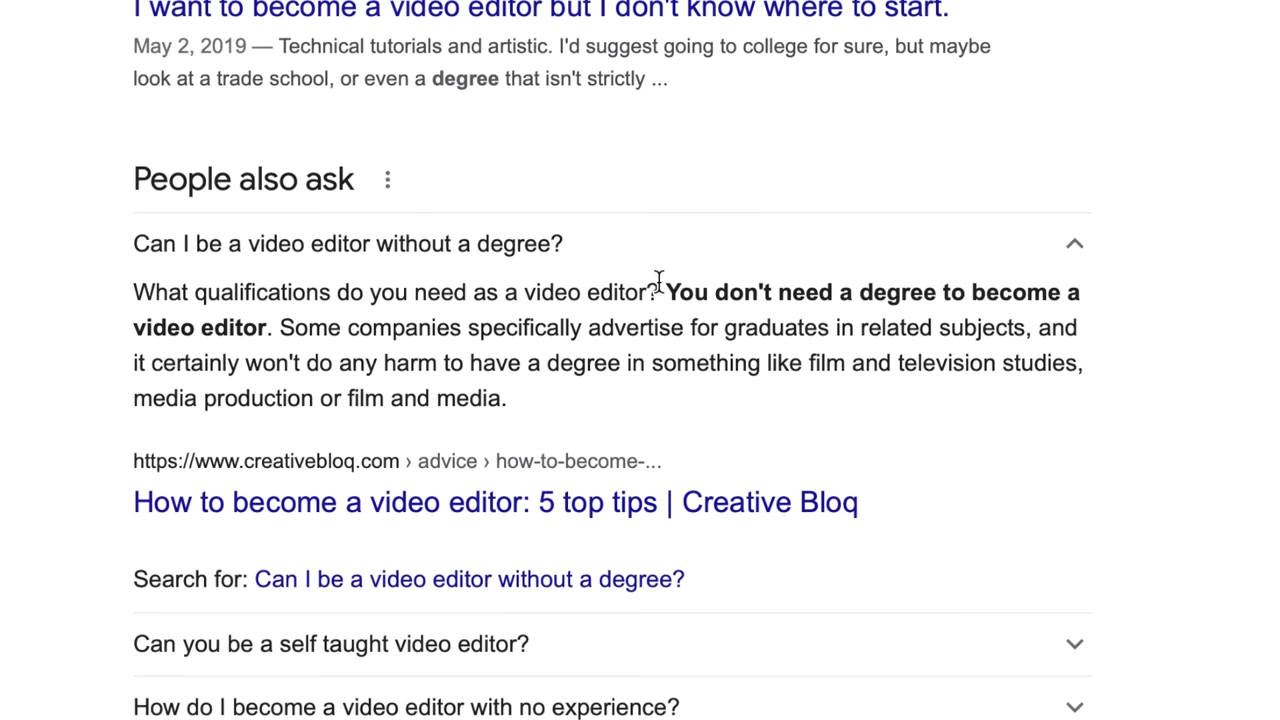 I want to become a video editor but I don't know where to start.
May 2, 2019 — Technical tutorials and artistic. I'd suggest going to college for sure, but maybe
look at a trade school, or even a degree that isn't strictly ...
People also ask
Can I be a video editor without a degree?
What qualifications do you need as a video editor? You don't need a degree to become a
video editor. Some companies specifically advertise for graduates in related subjects, and
it certainly won't do any harm to have a degree in something like film and television studies,
media production or film and media.
https://www.creativebloq.com › advice › how-to-become-...
How to become a video editor: 5 top tips | Creative Bloq
Search for: Can I be a video editor without a degree?
Can you be a self taught video editor?
How do I become a video editor with no experience?